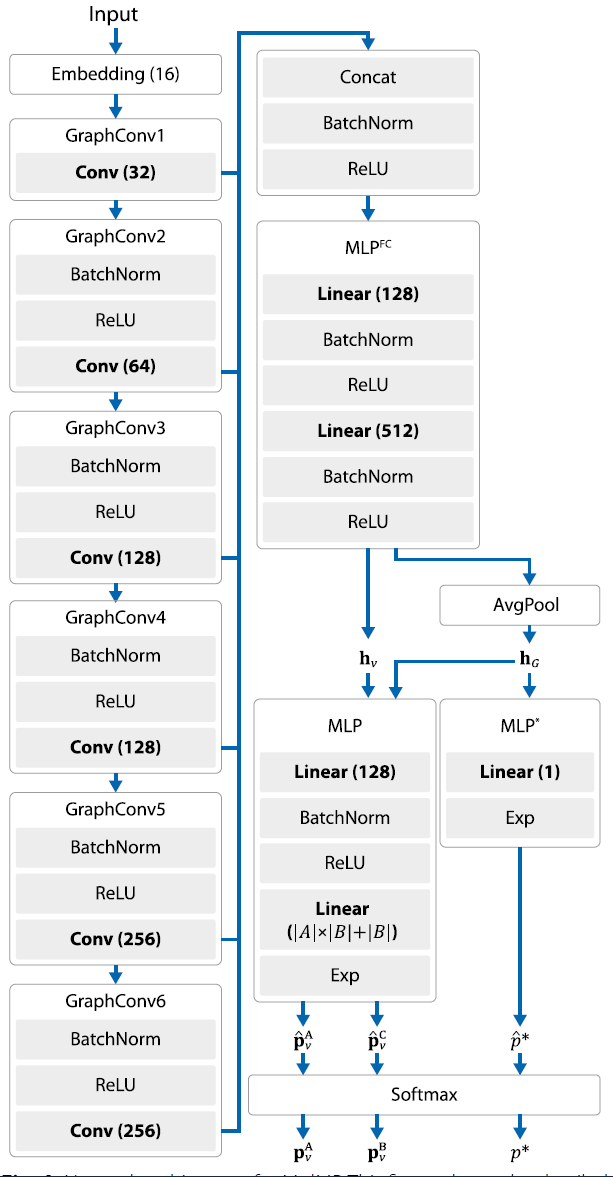 Input
Embedding (16)
GraphConv1
Conv (32)
GraphConv2
BatchNorm
ReLU
Conv (64)
GraphConv3
BatchNorm
ReLU
Conv (128)
GraphConv4
BatchNorm
ReLU
Conv (128)
GraphConv5
BatchNorm
ReLU
Conv (256)
GraphConv6
BatchNorm
ReLU
Conv (256)
Concat
BatchNorm
ReLU
MLP^FC
Linear (128)
BatchNorm
ReLU
Linear (512)
BatchNorm
ReLU
AvgPool
h_v
h_G
MLP
Linear (128)
BatchNorm
ReLU
Linear
(|A|×|B|+|B|)
Exp
MLP*
Linear (1)
Exp
p̂_v^A p̂_v^C p̂*
Softmax
p_v^A p_v^B p*